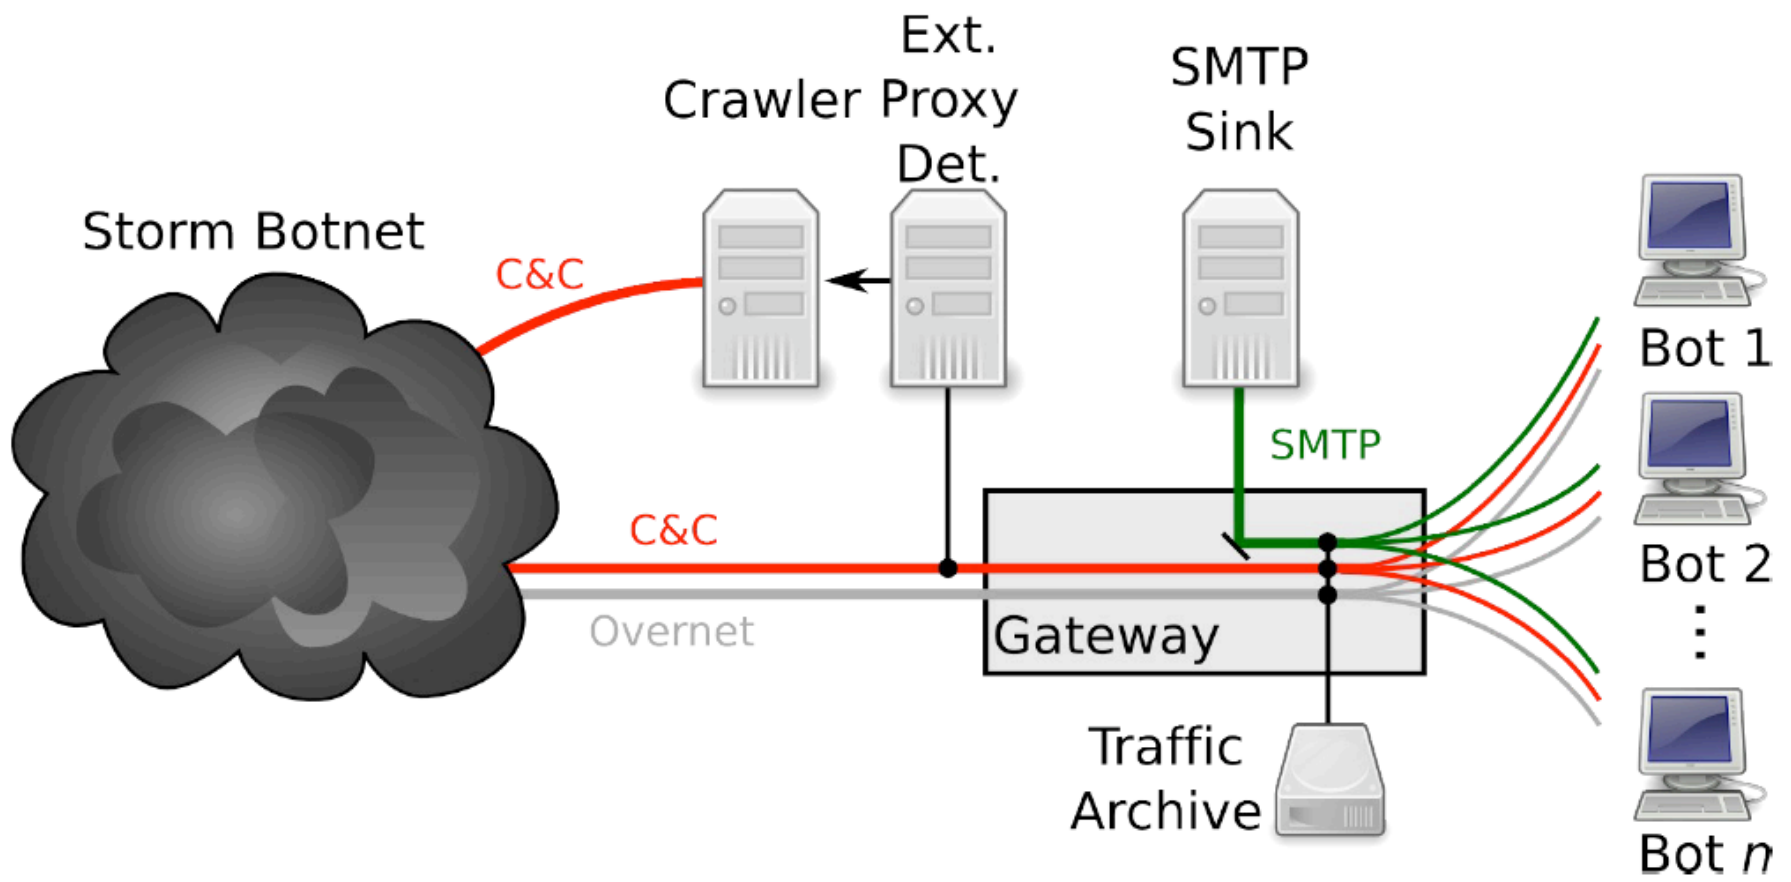 Ext.
Crawler Proxy
Det.
SMTP
Sink
Storm Botnet
C&C
Bot 1
SMTP
C&C
Bot 2
Overnet
Gateway
Traffic
Archive
Bot n